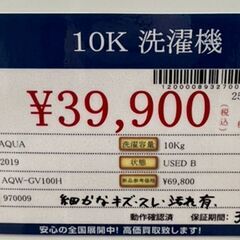 10K 洗濯機
1200008932700
¥39,900
(税込)
25
AQUA
洗濯容量
10Kg
2019
状態
USED B
AQW-GV100H
新品参考価格
¥69,800
970009
細かなキズ・スレ 汚れ有
動作確認済
保証期間:
安心の全国展開! 高価買取致します!